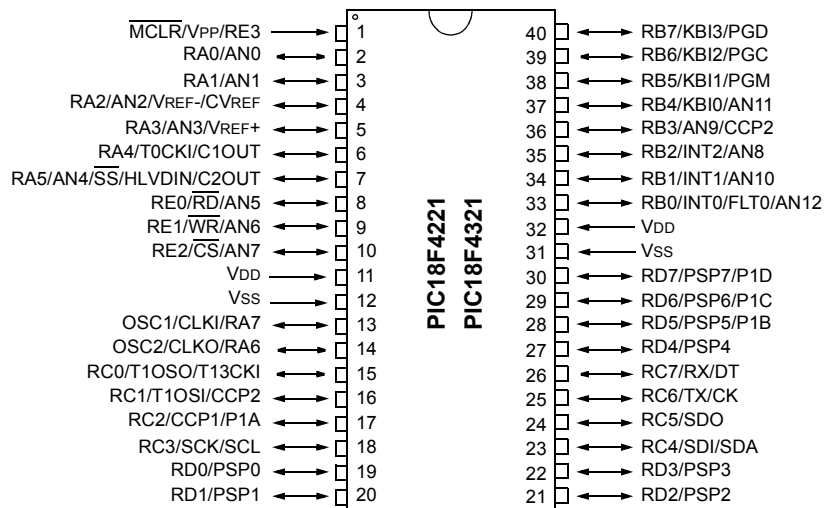 MCLR/VPP/RE3 1 40 RB7/KBI3/PGD
RA0/AN0 2 39 RB6/KBI2/PGC
RA1/AN1 3 38 RB5/KBI1/PGM
RA2/AN2/VREF-/CVREF 4 37 RB4/KBI0/AN11
RA3/AN3/VREF+ 5 36 RB3/AN9/CCP2
RA4/T0CKI/C1OUT 6 35 RB2/INT2/AN8
RA5/AN4/SS/HLVDIN/C2OUT 7 34 RB1/INT1/AN10
RE0/RD/AN5 8 33 RB0/INT0/FLT0/AN12
RE1/WR/AN6 9 32 VDD
RE2/CS/AN7 10 31 VSS
VDD 11 30 RD7/PSP7/P1D
VSS 12 29 RD6/PSP6/P1C
OSC1/CLKI/RA7 13 28 RD5/PSP5/P1B
OSC2/CLKO/RA6 14 27 RD4/PSP4
RC0/T1OSO/T13CKI 15 26 RC7/RX/DT
RC1/T1OSI/CCP2 16 25 RC6/TX/CK
RC2/CCP1/P1A 17 24 RC5/SDO
RC3/SCK/SCL 18 23 RC4/SDI/SDA
RD0/PSP0 19 22 RD3/PSP3
RD1/PSP1 20 21 RD2/PSP2
PIC18F4221
PIC18F4321